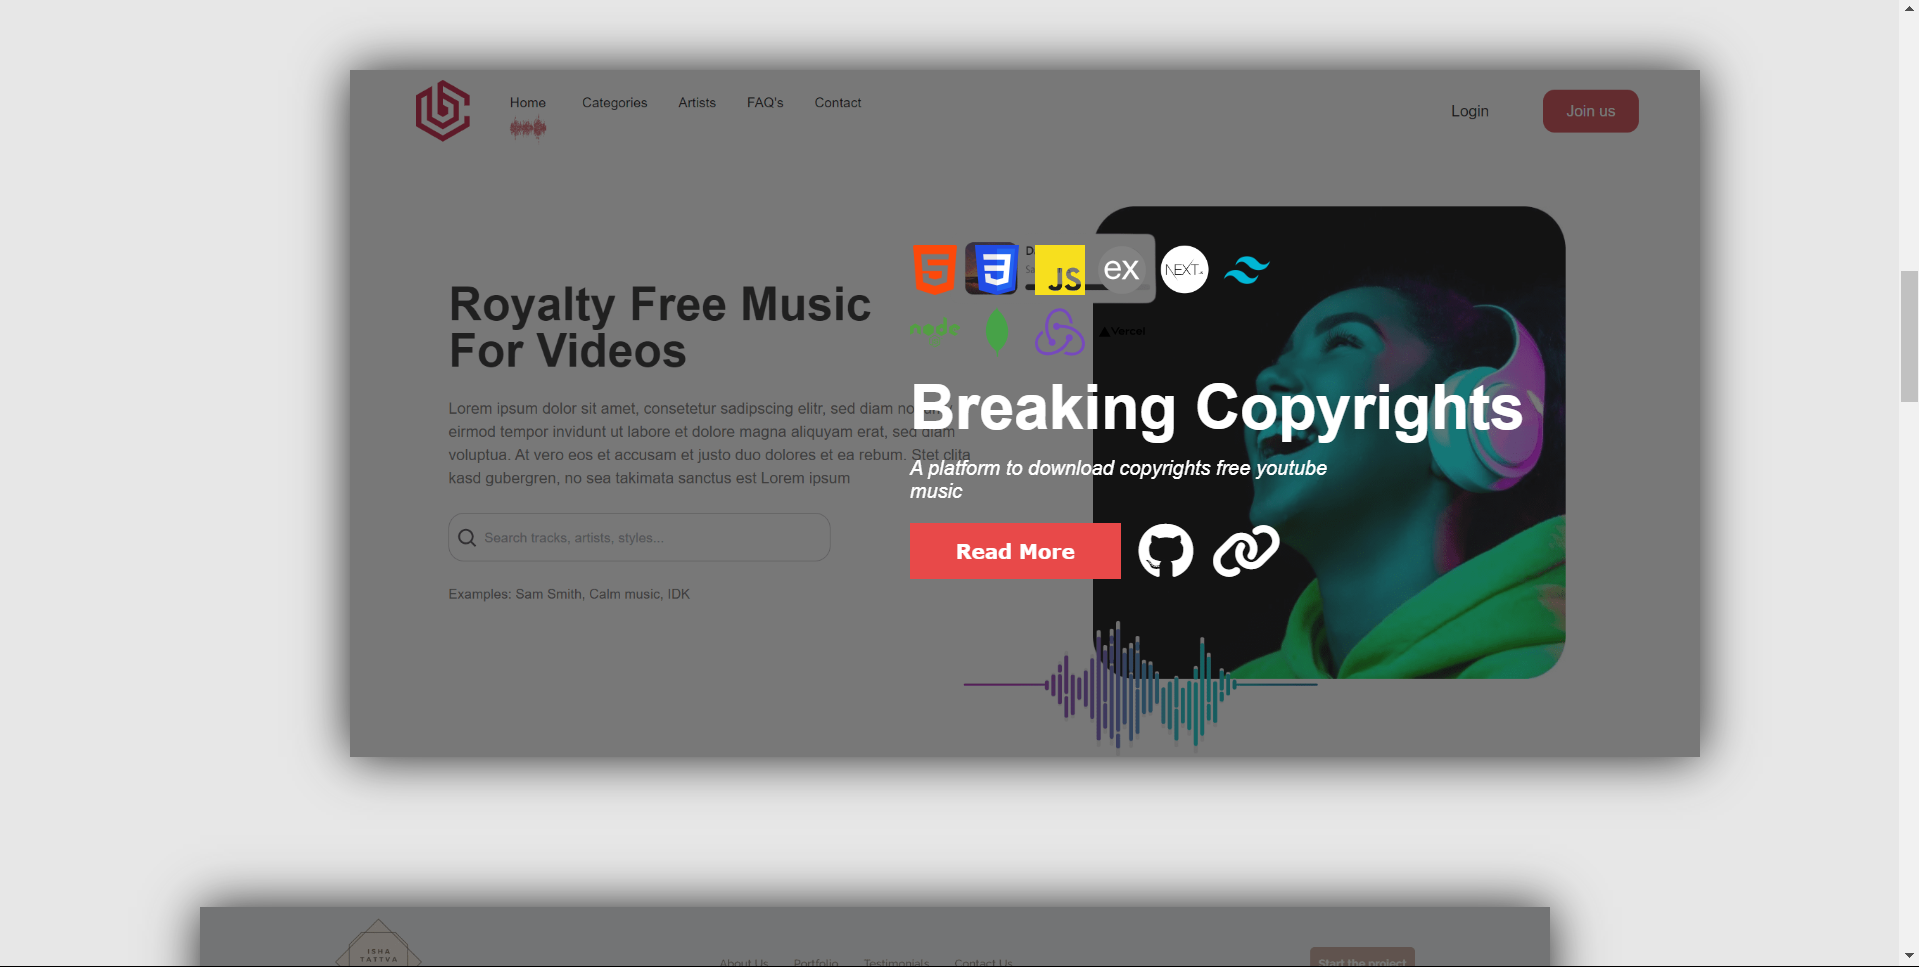 Home Categories Artists FAQ's Contact
Login
Join us
JS
ex
NEXT
node
Vercel
Royalty Free Music
For Videos
Breaking Copyrights
Lorem ipsum dolor sit amet, consetetur sadipscing elitr, sed diam
eirmod tempor invidunt ut labore et dolore magna aliquyam erat, sed diam
voluptua. At vero eos et accusam et justo duo dolores et ea rebum. Stet clita
kasd gubergren, no sea takimata sanctus est Lorem ipsum
A platform to download copyrights free youtube
music
Search tracks, artists, styles...
Read More
Examples: Sam Smith, Calm music, IDK
ISHA
TATTVA
About Us Portfolio Testimonials Contact Us
Start the project